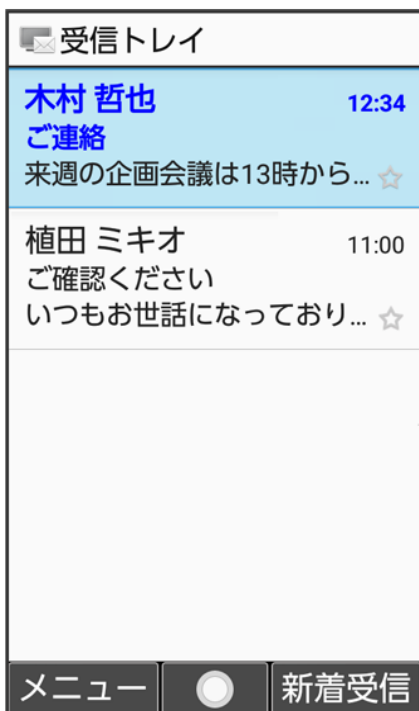 受信トレイ
木村 哲也 12:34
ご連絡
来週の企画会議は13時から...
植田 ミキオ 11:00
ご確認ください
いつもお世話になっており...
メニュー 新着受信